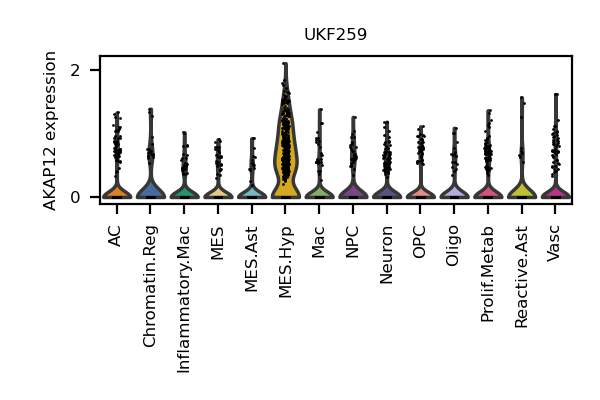 UKF259
AKAP12 expression
2
0
AC
Chromatin.Reg
Inflammatory.Mac
MES
MES.Ast
MES.Hyp
Mac
NPC
Neuron
OPC
Oligo
Prolif.Metab
Reactive.Ast
Vasc